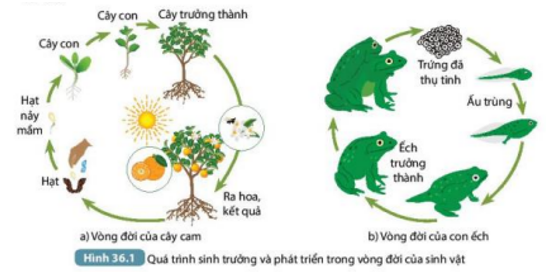 Cây con
Cây trưởng thành
Cây con
Hạt
nảy
mầm
Hạt
Ra hoa,
kết quả
a) Vòng đời của cây cam
Trứng đã
thụ tinh
Ấu trùng
Ếch
trưởng
thành
b) Vòng đời của con ếch
Hình 36.1 Quá trình sinh trưởng và phát triển trong vòng đời của sinh vật